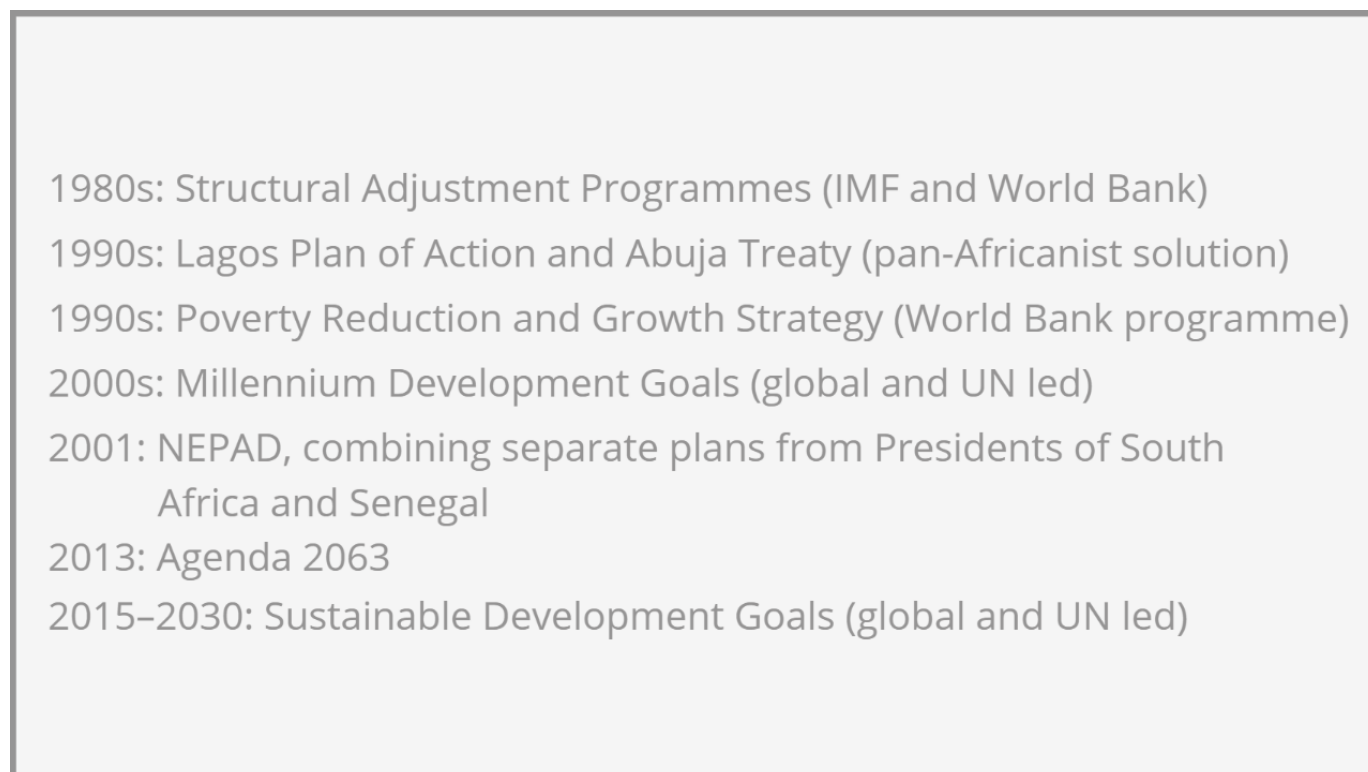 1980s: Structural Adjustment Programmes (IMF and World Bank)
1990s: Lagos Plan of Action and Abuja Treaty (pan-Africanist solution)
1990s: Poverty Reduction and Growth Strategy (World Bank programme)
2000s: Millennium Development Goals (global and UN led)
2001: NEPAD, combining separate plans from Presidents of South
Africa and Senegal
2013: Agenda 2063
2015–2030: Sustainable Development Goals (global and UN led)